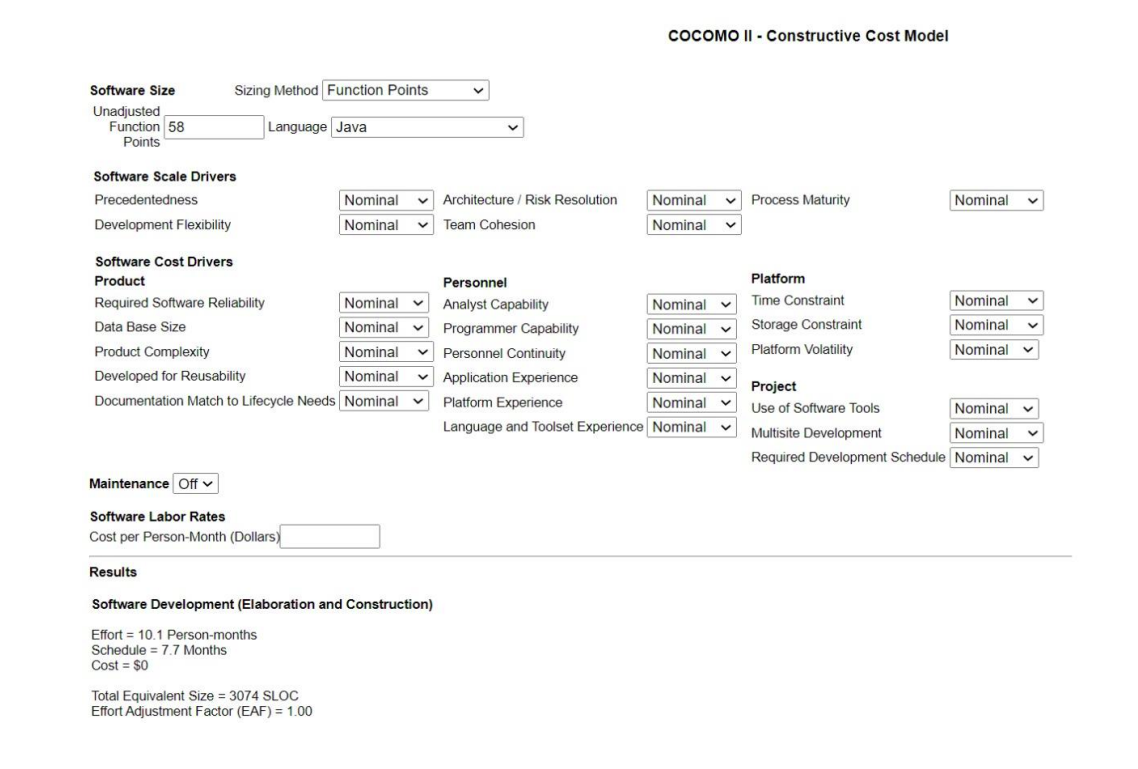 COCOMO II - Constructive Cost Model
Software Size Sizing Method Function Points
Unadjusted
Function 58 Language Java
Points
Software Scale Drivers
Precedentedness Nominal Architecture / Risk Resolution Nominal Process Maturity Nominal
Development Flexibility Nominal Team Cohesion Nominal
Software Cost Drivers
Product Personnel Platform
Required Software Reliability Nominal Analyst Capability Nominal Time Constraint Nominal
Data Base Size Nominal Programmer Capability Nominal Storage Constraint Nominal
Product Complexity Nominal Personnel Continuity Nominal Platform Volatility Nominal
Developed for Reusability Nominal Application Experience Nominal Project
Documentation Match to Lifecycle Needs Nominal Platform Experience Nominal Use of Software Tools Nominal
Language and Toolset Experience Nominal Multisite Development Nominal
Required Development Schedule Nominal
Maintenance Off
Software Labor Rates
Cost per Person-Month (Dollars)
Results
Software Development (Elaboration and Construction)
Effort = 10.1 Person-months
Schedule = 7.7 Months
Cost = $0
Total Equivalent Size = 3074 SLOC
Effort Adjustment Factor (EAF) = 1.00